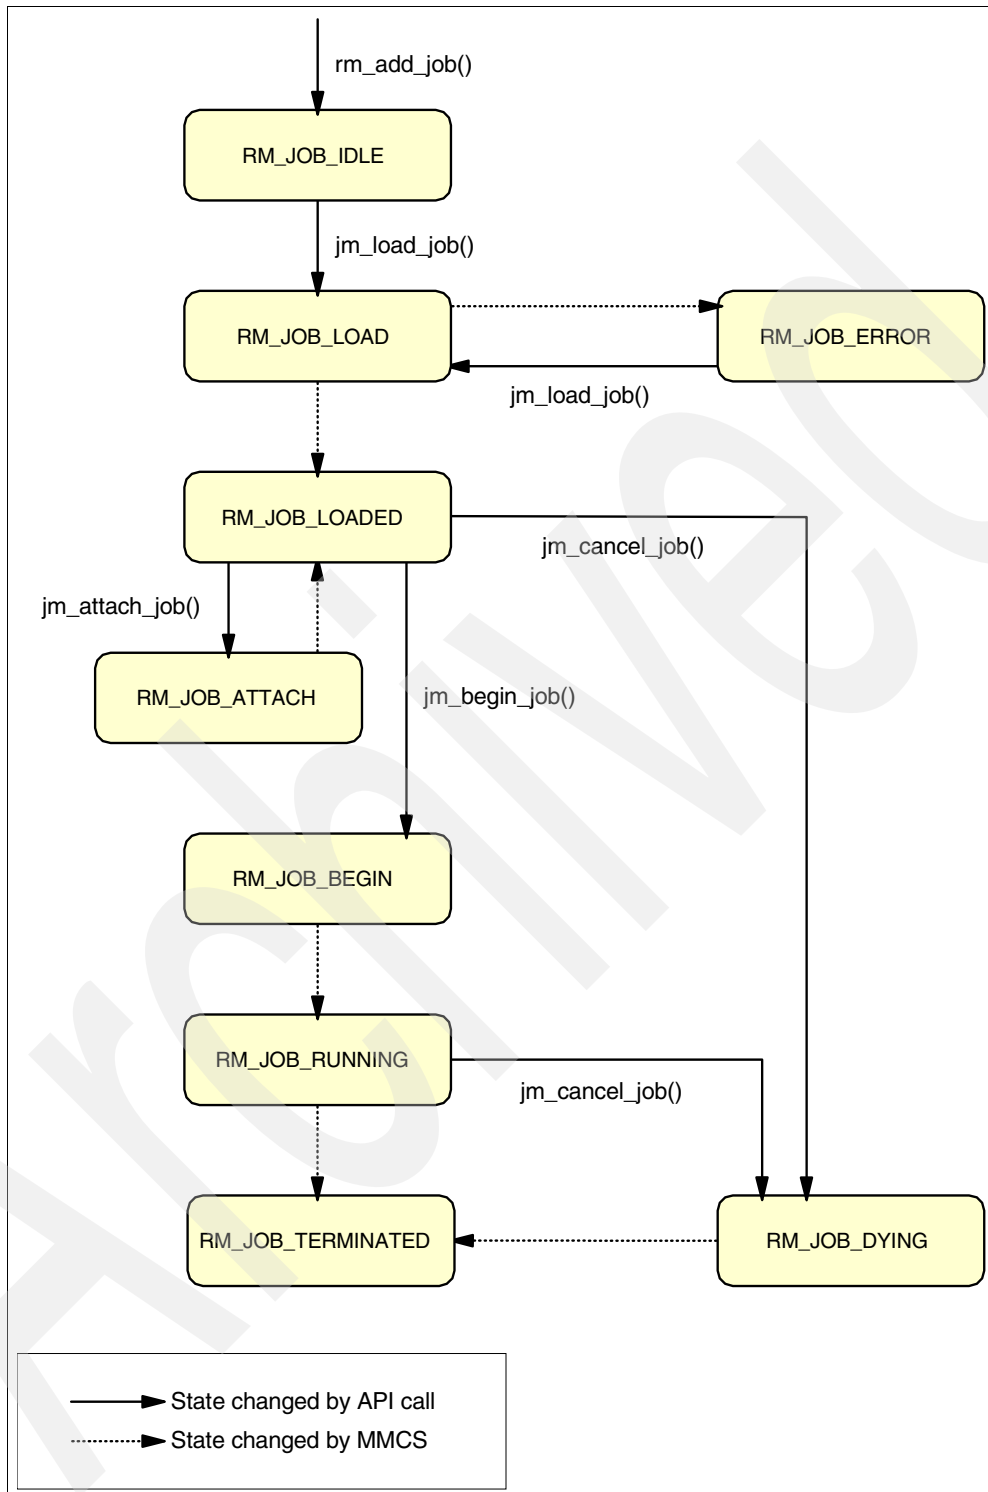 rm_add_job()
RM_JOB_IDLE
jm_load_job()
RM_JOB_LOAD
RM_JOB_ERROR
jm_load_job()
RM_JOB_LOADED
jm_cancel_job()
jm_attach_job()
RM_JOB_ATTACH
jm_begin_job()
RM_JOB_BEGIN
RM_JOB_RUNNING
jm_cancel_job()
RM_JOB_TERMINATED
RM_JOB_DYING
State changed by API call
State changed by MMCS
Archived